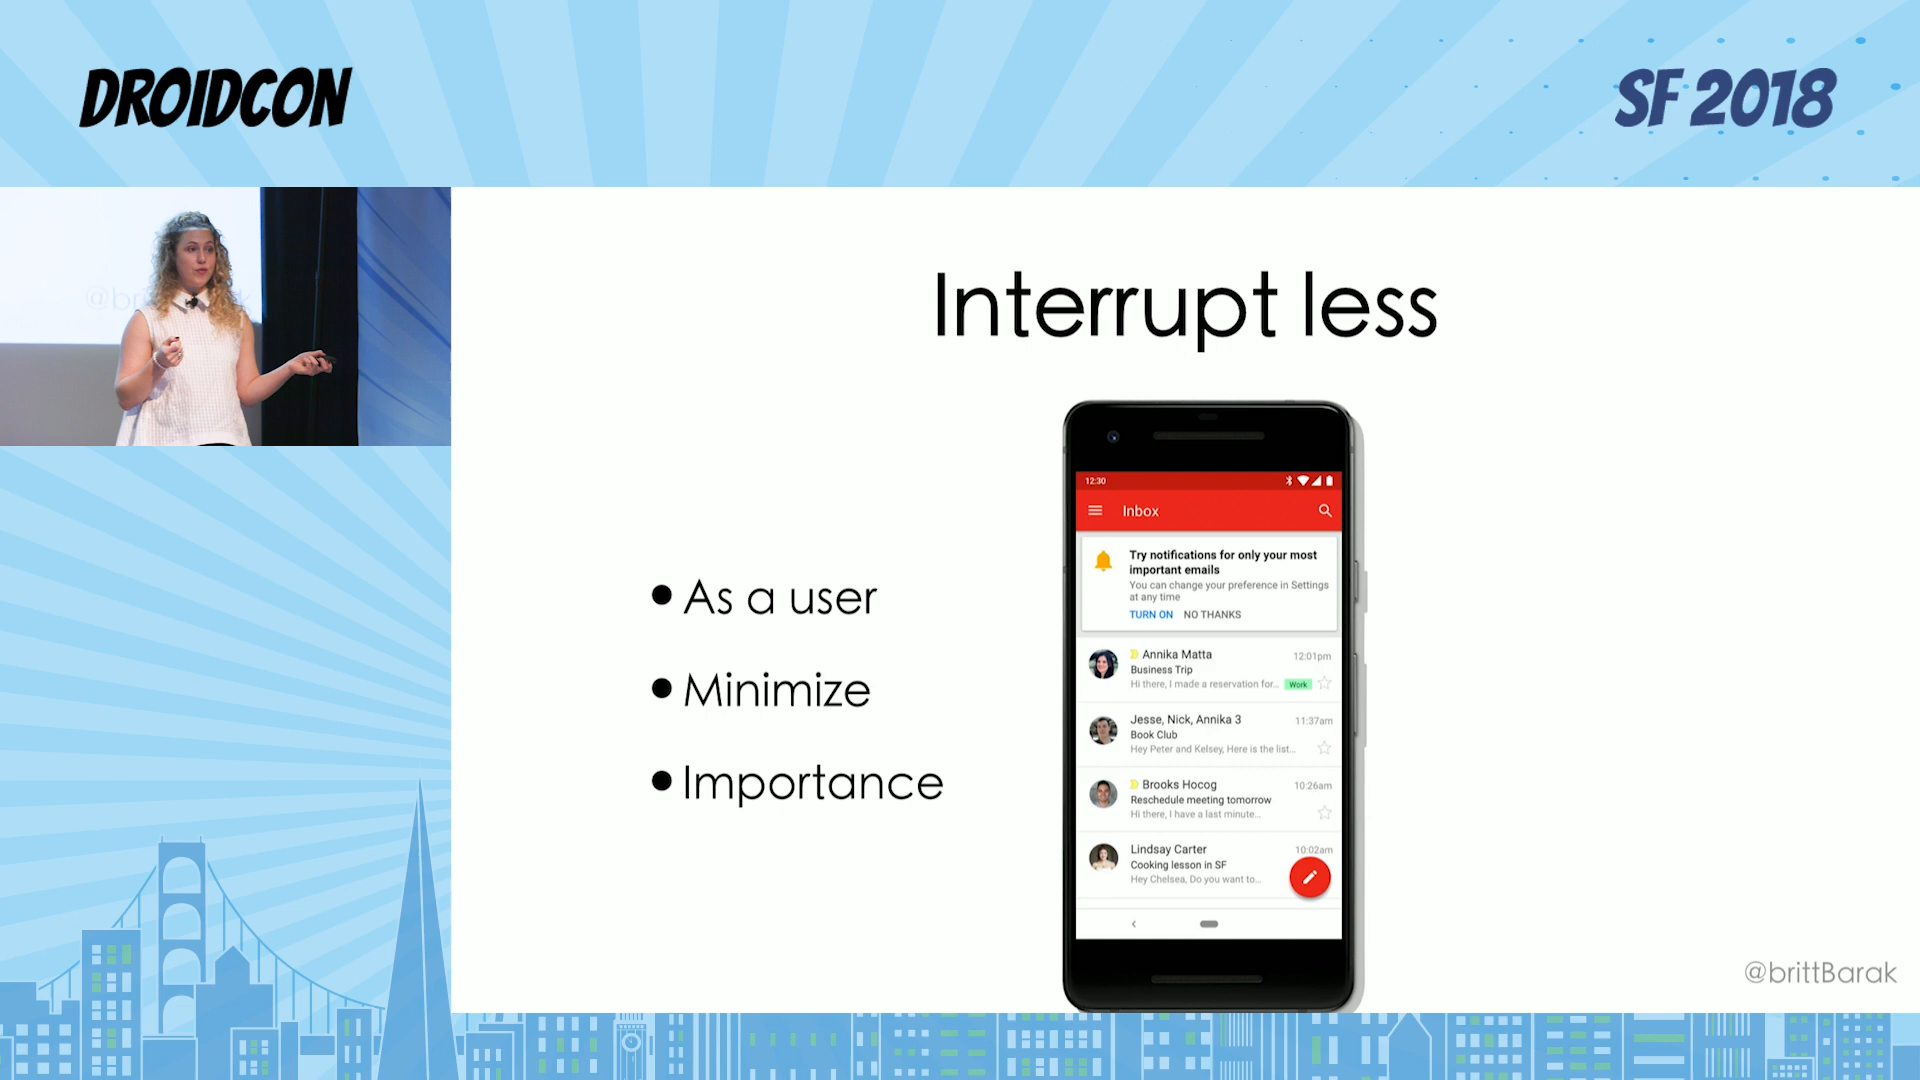 DROIDCON
SF 2018
Interrupt less
As a user
Minimize
Importance
12:30
Inbox
Try notifications for only your most
important emails
You can change your preference in Settings
at any time
TURN ON NO THANKS
Annika Matta 12:01pm
Business Trip
Hi there, I made a reservation for... Work
Jesse, Nick, Annika 3 11:37am
Book Club
Hey Peter and Kelsey, Here is the list...
Brooks Hocog 10:26am
Reschedule meeting tomorrow
Hi there, I have a last minute...
Lindsay Carter 10:02am
Cooking lesson in SF
Hey Chelsea, Do you want to...
@brittBarak